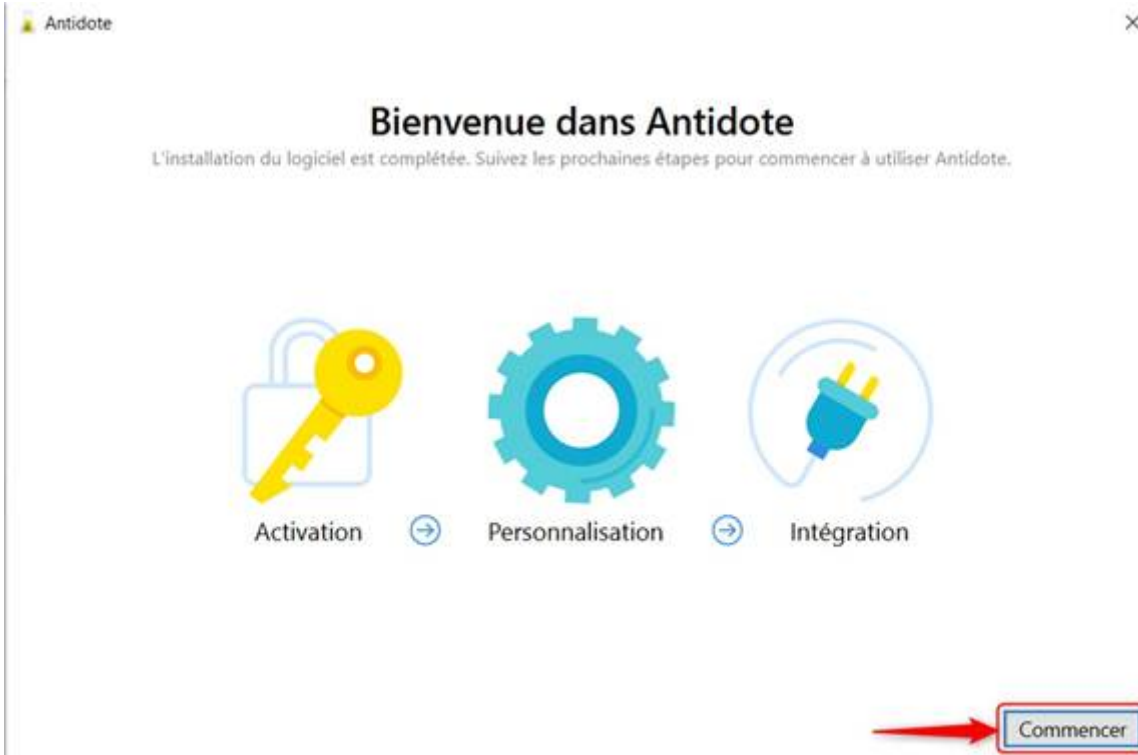 Antidote
Bienvenue dans Antidote
L'installation du logiciel est complétée. Suivez les prochaines étapes pour commencer à utiliser Antidote.
Activation Personnalisation Intégration
Commencer